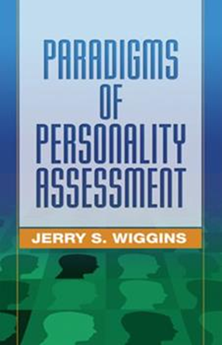 PARADIGMS
OF
PERSONALITY
ASSESSMENT
JERRY S. WIGGINS